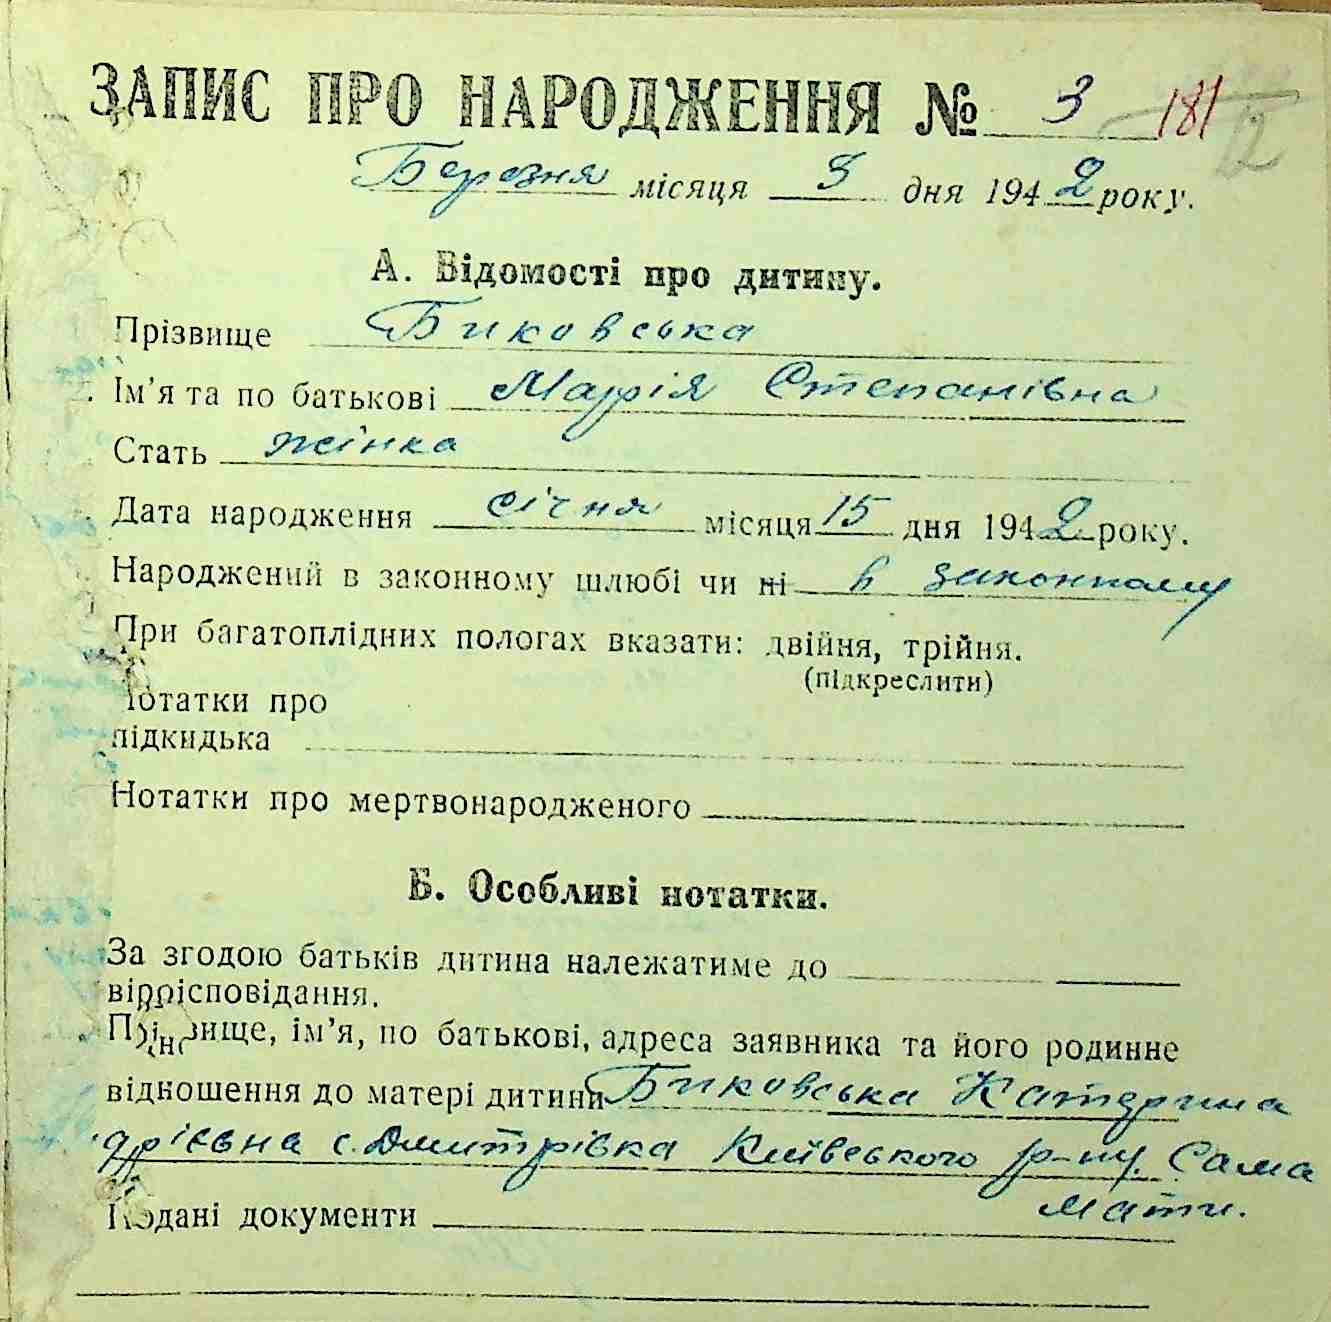 ЗАПИС ПРО НАРОДЖЕННЯ № 3 181 12
Березня місяця 3 дня 1942 року.
А. Відомості про дитину.
Прізвище Биковська
Ім'я та по батькові Марія Степанівна
Стать жінка
Дата народження січня місяця 15 дня 1942 року.
Народжений в законному шлюбі чи ні в законному
При багатоплідних пологах вказати: двійня, трійня.
(підкреслити)
Нотатки про
підкидька
Нотатки про мертвонародженого
Б. Особливі нотатки.
За згодою батьків дитина належатиме до
віросповідання.
Прізвище, ім'я, по батькові, адреса заявника та його родинне
відношення до матері дитини Биковська Катерина
дріевна с. Дмитрівка Київського р-ну. Сама
мати.
Подані документи